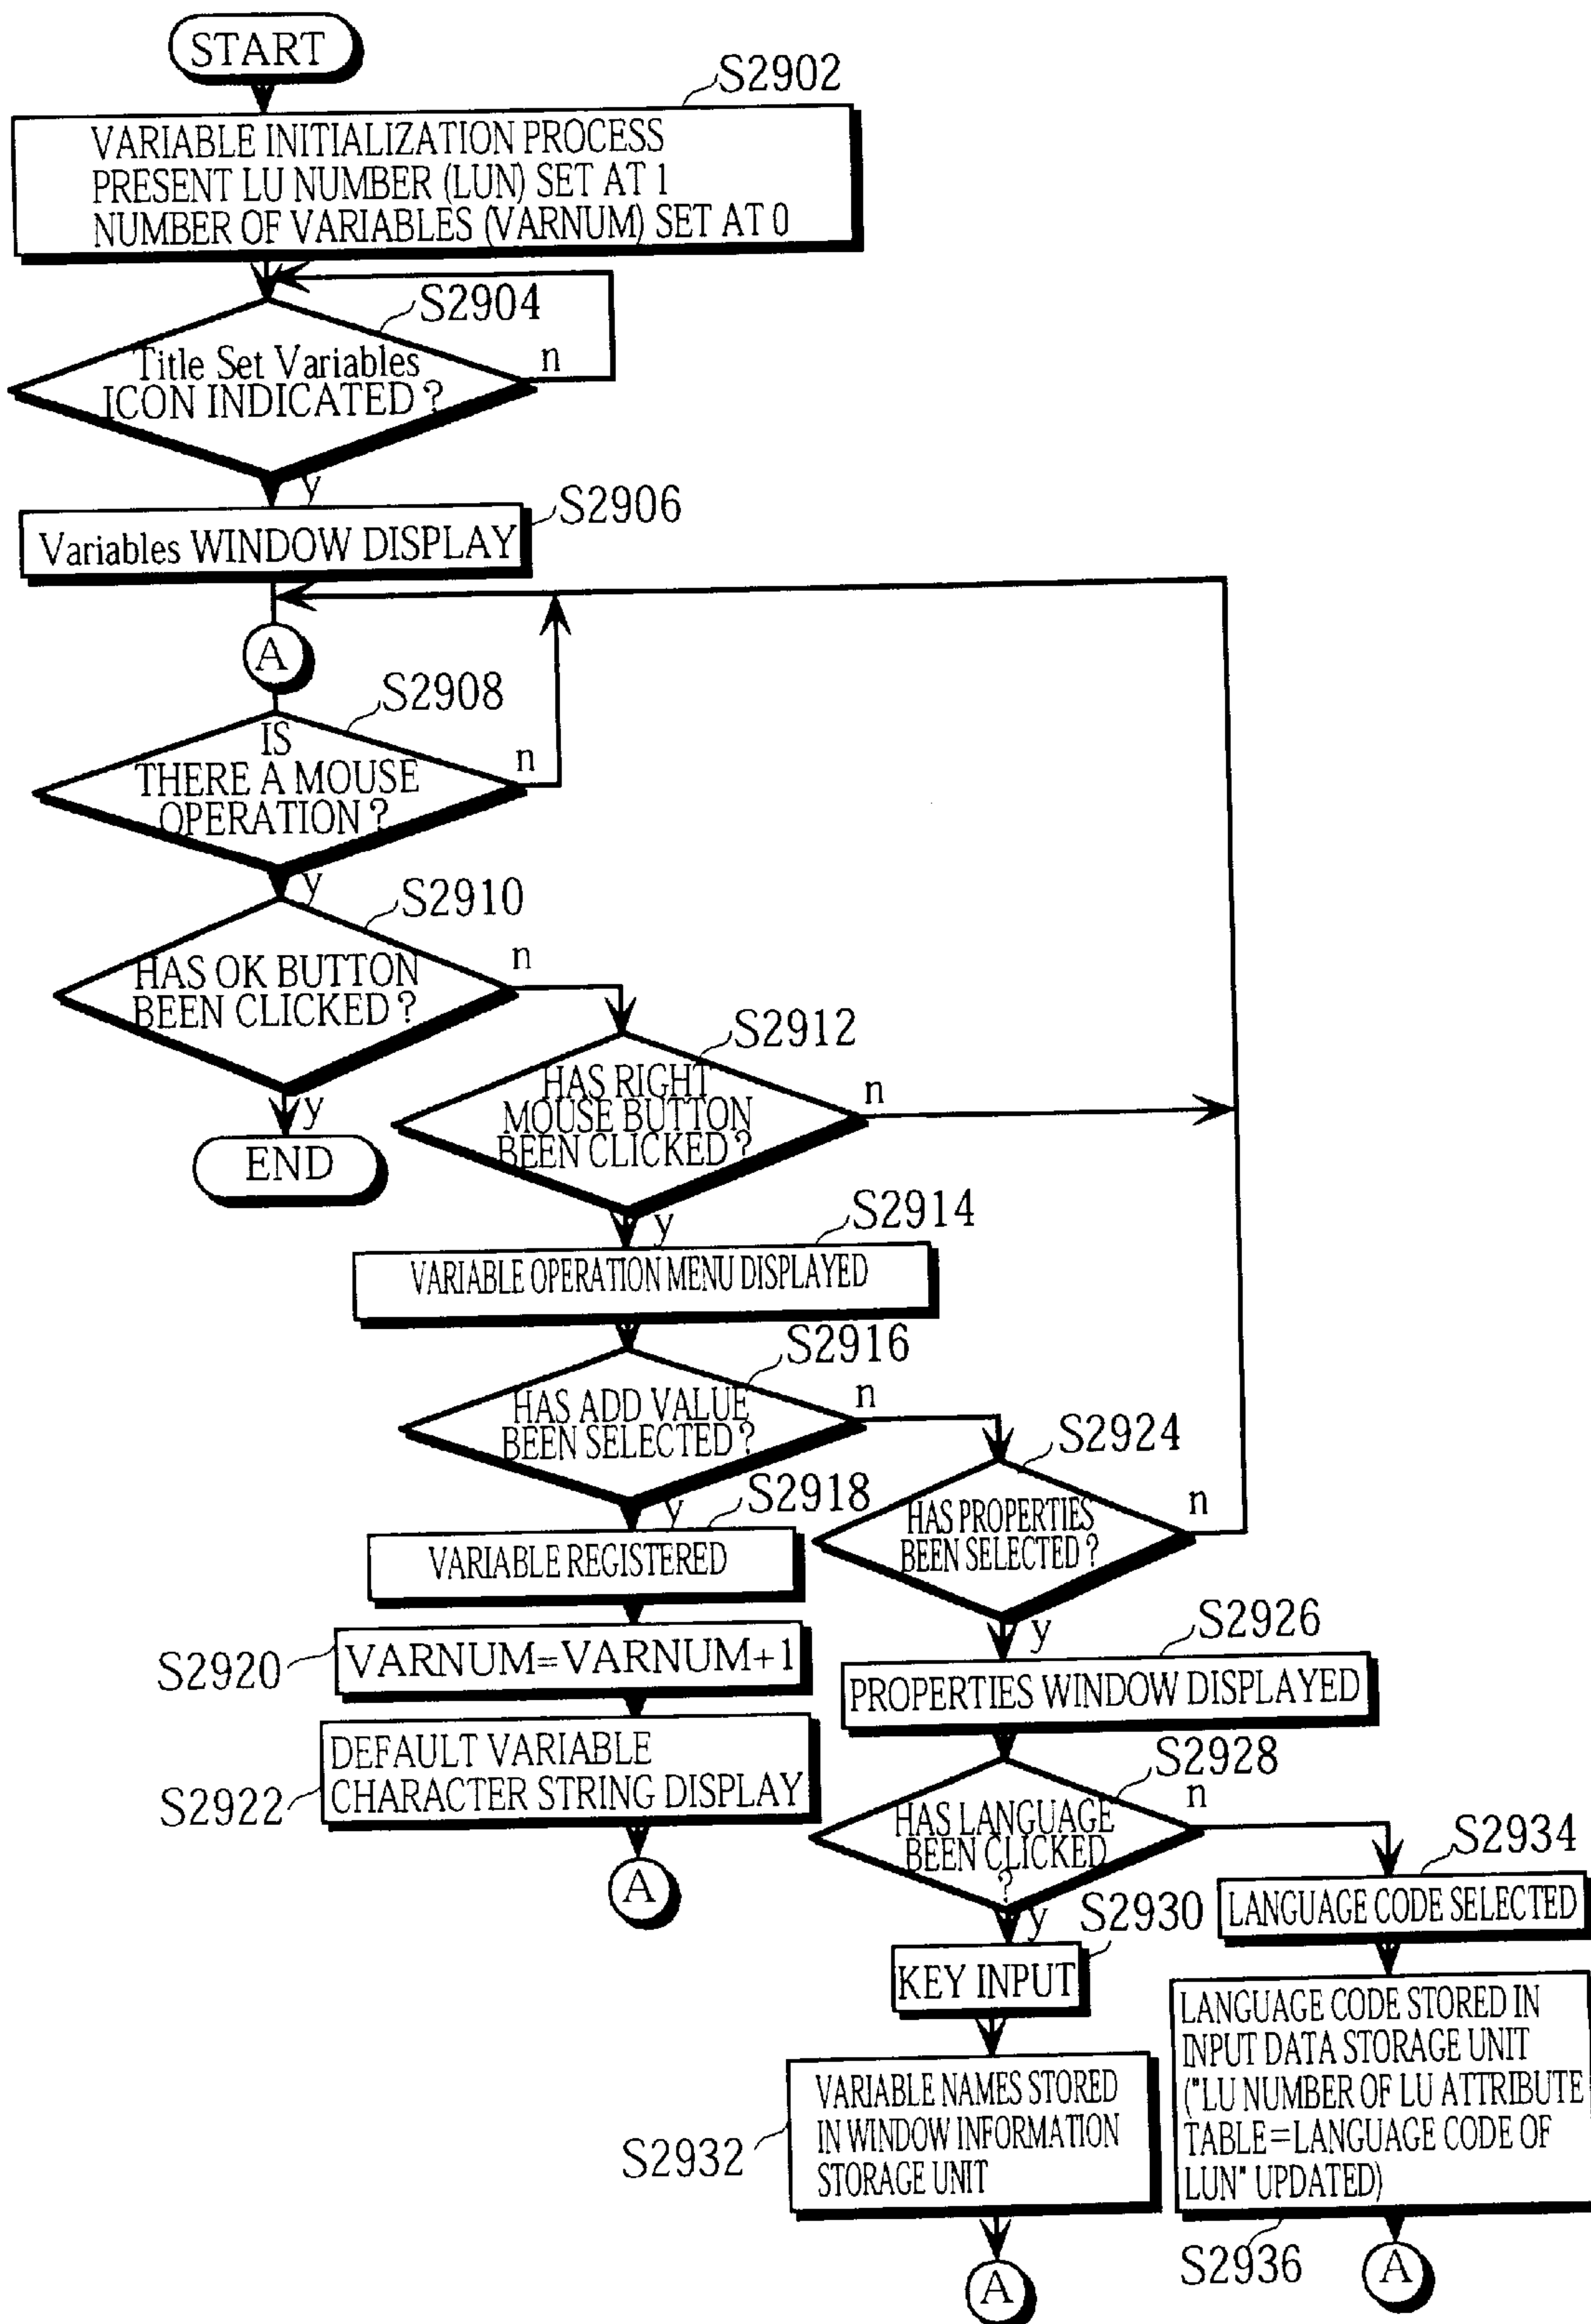 START
S2902
VARIABLE INITIALIZATION PROCESS
PRESENT LU NUMBER (LUN) SET AT 1
NUMBER OF VARIABLES (VARNUM) SET AT 0
S2904
Title Set Variables
ICON INDICATED?
n
y
S2906
Variables WINDOW DISPLAY
A
S2908
IS
THERE A MOUSE
OPERATION?
n
y
S2910
HAS OK BUTTON
BEEN CLICKED?
n
y
END
S2912
HAS RIGHT
MOUSE BUTTON
BEEN CLICKED?
n
y
S2914
VARIABLE OPERATION MENU DISPLAYED
S2916
HAS ADD VALUE
BEEN SELECTED?
n
y
S2918
VARIABLE REGISTERED
S2920
VARNUM=VARNUM+1
S2922
DEFAULT VARIABLE
CHARACTER STRING DISPLAY
A
S2924
HAS PROPERTIES
BEEN SELECTED?
n
y
S2926
PROPERTIES WINDOW DISPLAYED
S2928
HAS LANGUAGE
BEEN CLICKED
?
n
y
S2930
KEY INPUT
S2932
VARIABLE NAMES STORED
IN WINDOW INFORMATION
STORAGE UNIT
A
S2934
LANGUAGE CODE SELECTED
LANGUAGE CODE STORED IN
INPUT DATA STORAGE UNIT
("LU NUMBER OF LU ATTRIBUTE
TABLE=LANGUAGE CODE OF
LUN" UPDATED)
S2936
A